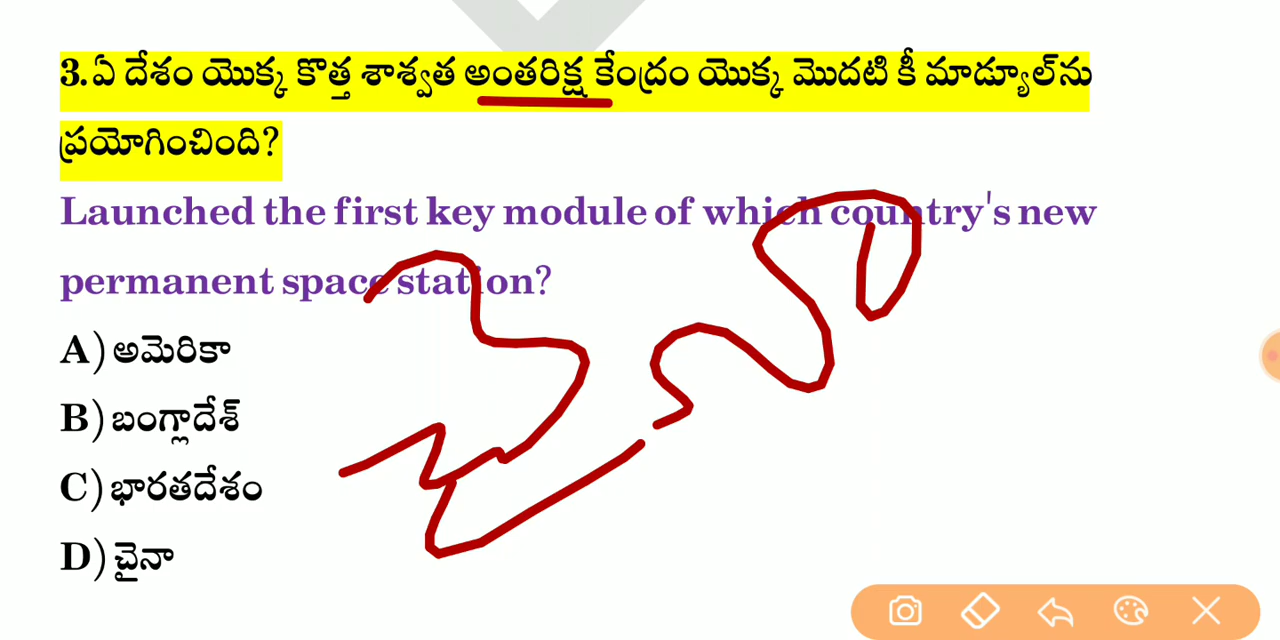 3.ఏ దేశం యొక్క కొత్త శాశ్వత అంతరిక్ష కేంద్రం యొక్క మొదటి కీ మాడ్యూల్‌ను
ప్రయోగించింది?
Launched the first key module of which country's new
permanent space station?
A) అమెరికా
B) బంగ్లాదేశ్
C) భారతదేశం
D) చైనా